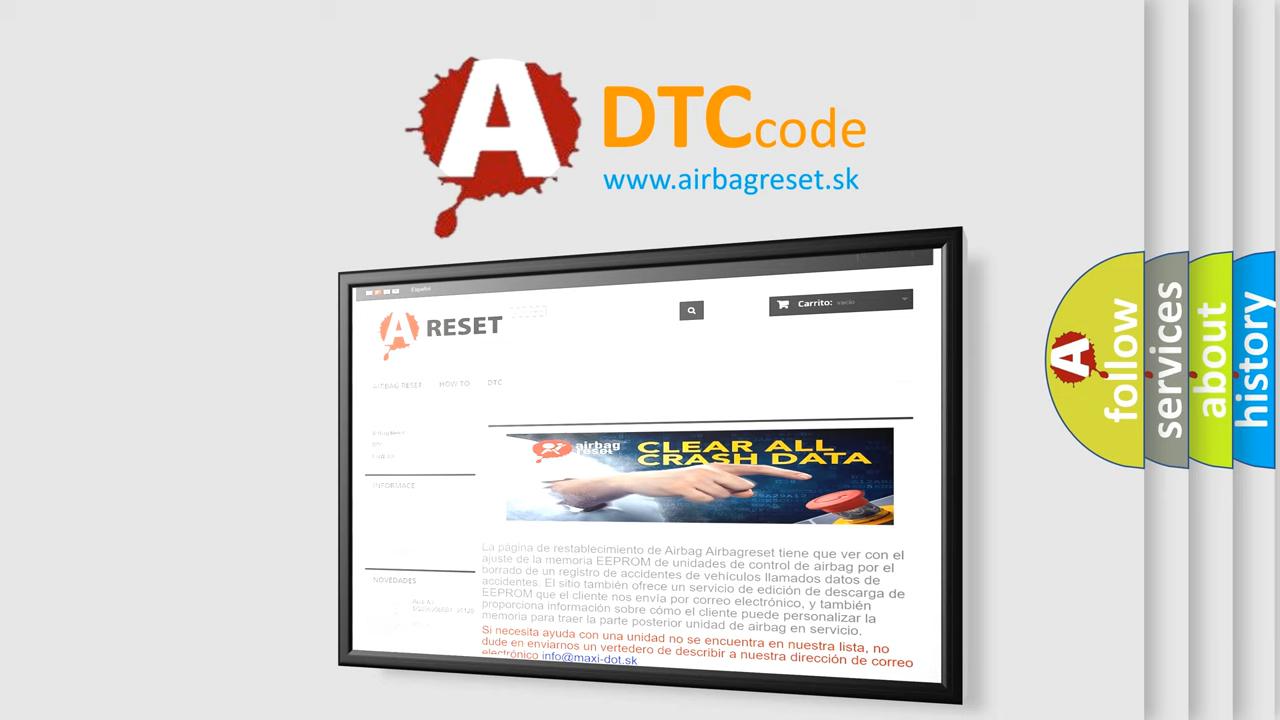 A
DTC code
www.airbagreset.sk
Español
A RESET
Carrito: vacío
AIRBAG RESET HOW TO DTC
INFORMACE
NOVEDADES
airbag reset
CLEAR ALL
CRASH DATA
La página de restablecimiento de Airbag Airbagreset tiene que ver con el
ajuste de la memoria EEPROM de unidades de control de airbag por el
borrado de un registro de accidentes de vehículos llamados datos de
accidentes. El sitio también ofrece un servicio de edición de descarga de
EEPROM que el cliente nos envía por correo electrónico, y también
proporciona información sobre cómo el cliente puede personalizar la
memoria para traer la parte posterior unidad de airbag en servicio.
Si necesita ayuda con una unidad no se encuentra en nuestra lista, no
dude en enviarnos un vertedero de describir a nuestra dirección de correo
electrónico info@maxi-dot.sk
A follow
services
about
history